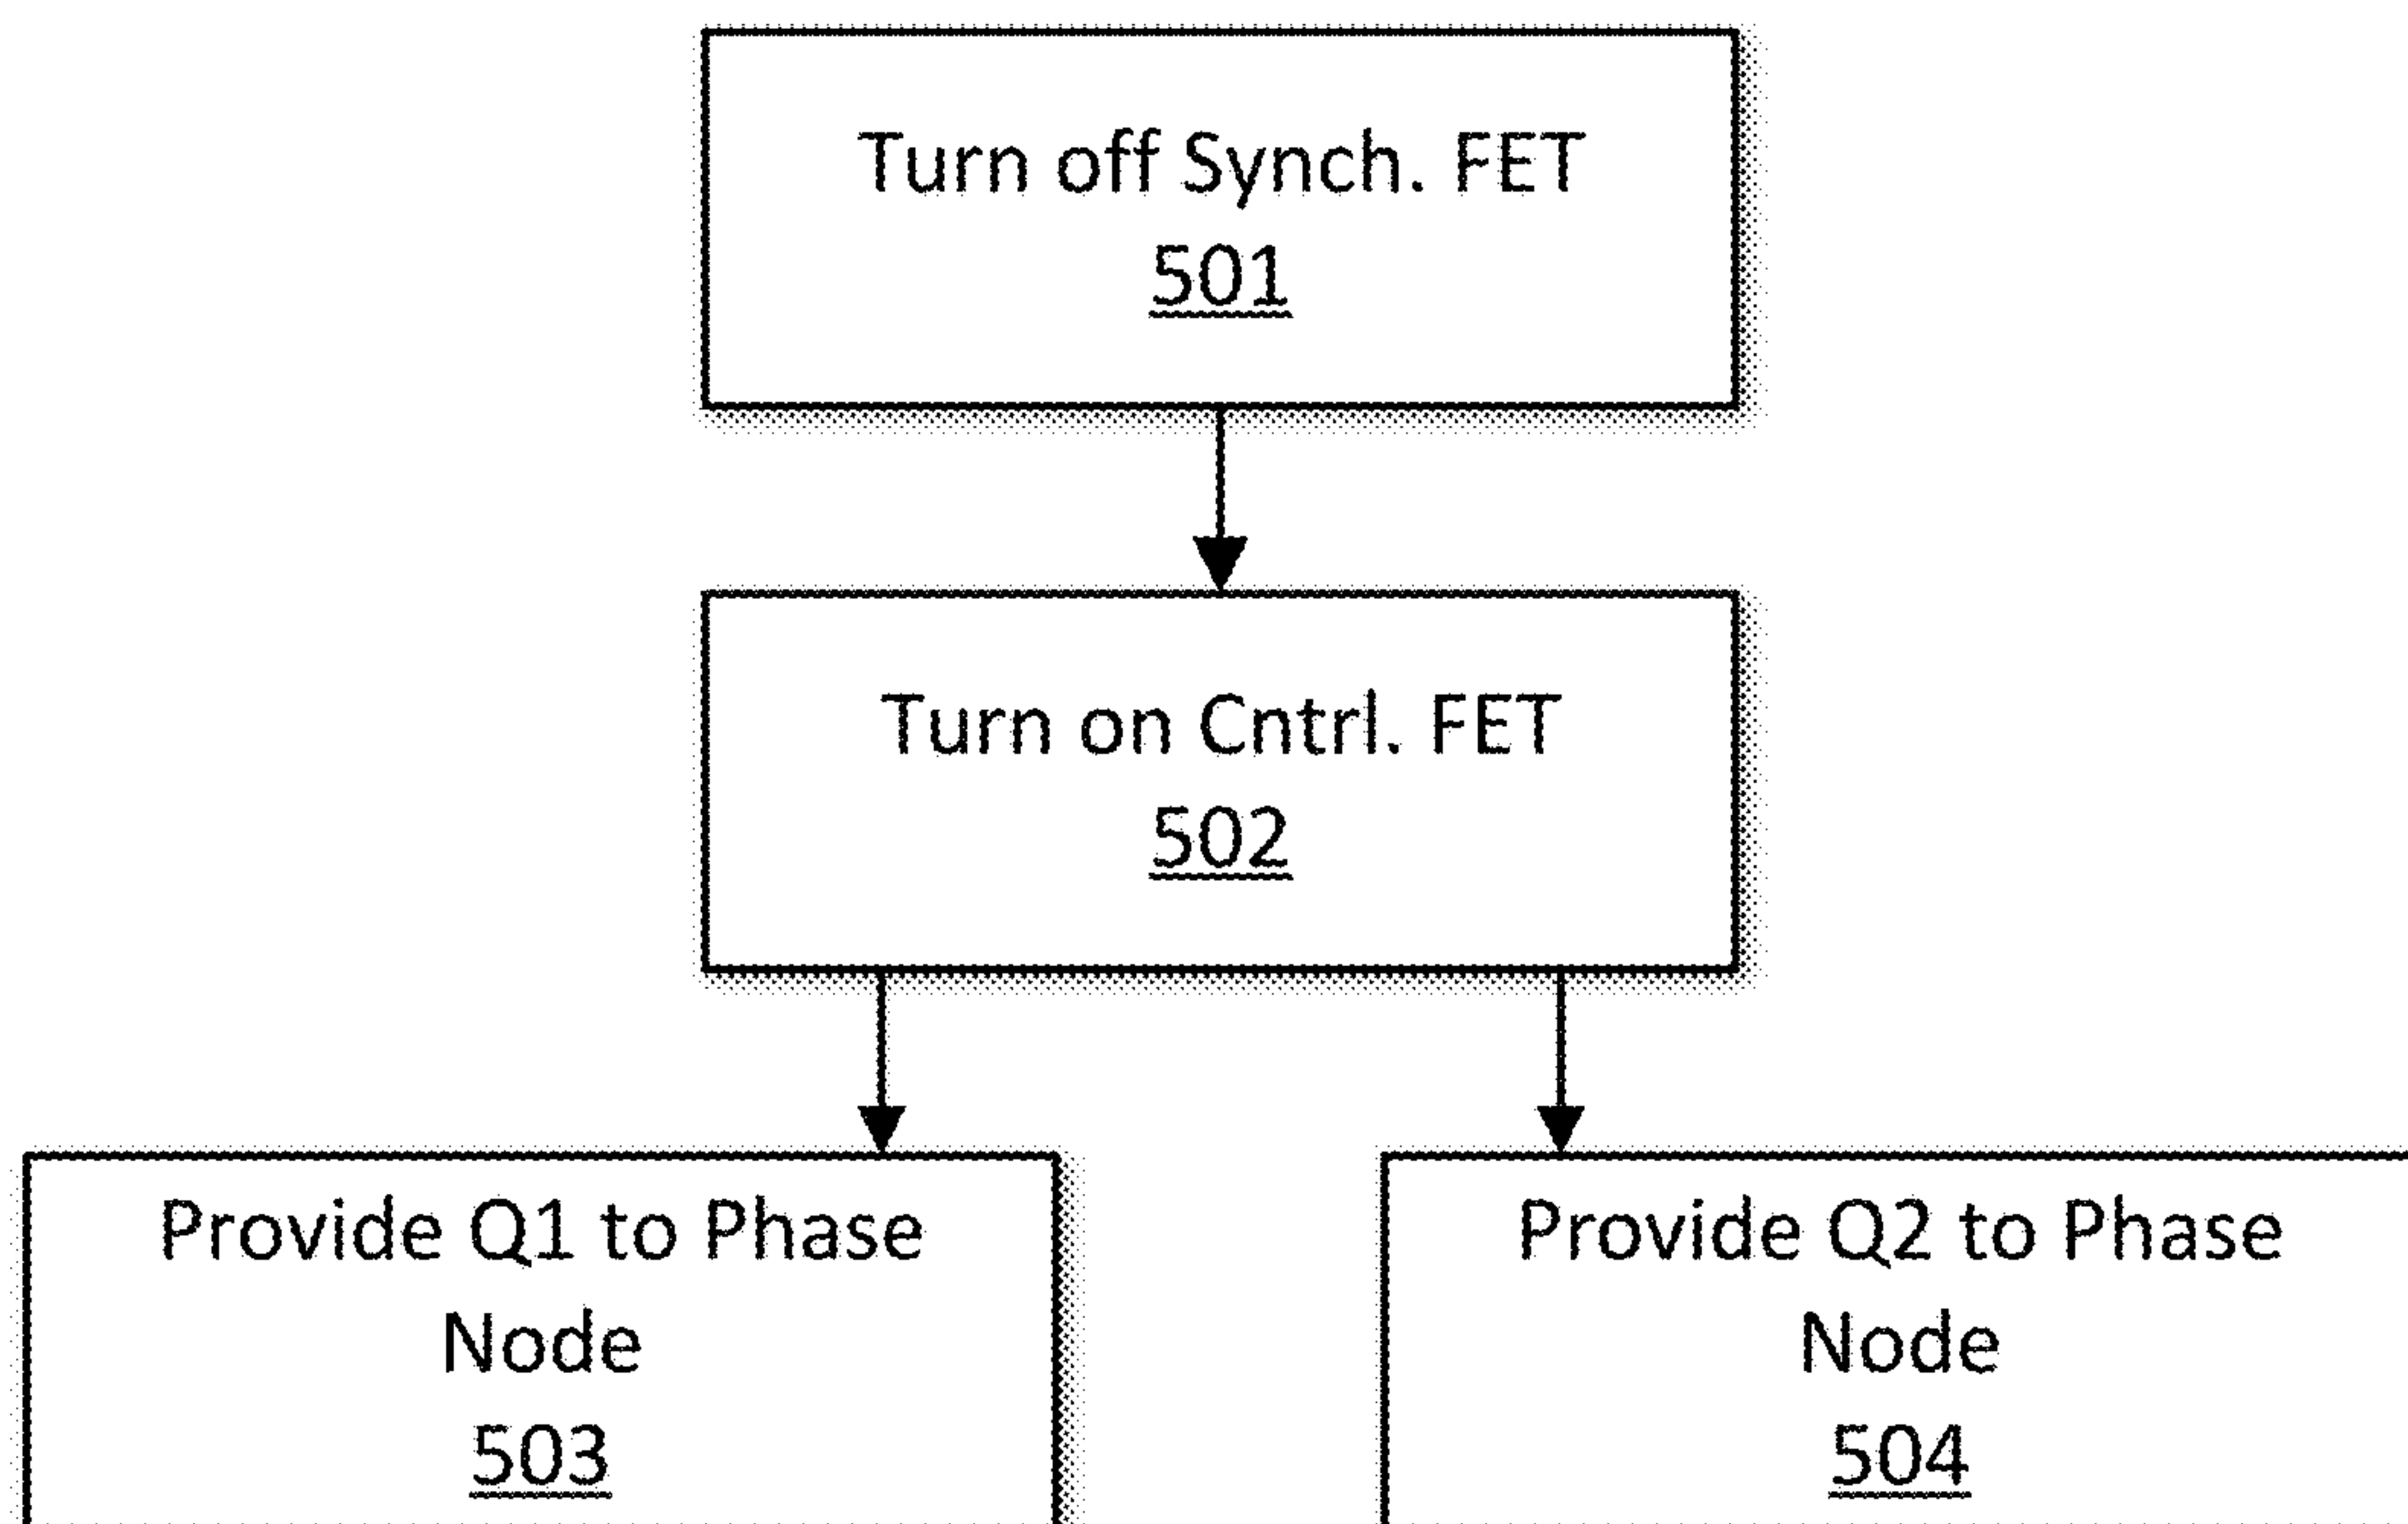 Turn off Synch. FET
501
Turn on Cntrl. FET
502
Provide Q1 to Phase
Node
503
Provide Q2 to Phase
Node
504